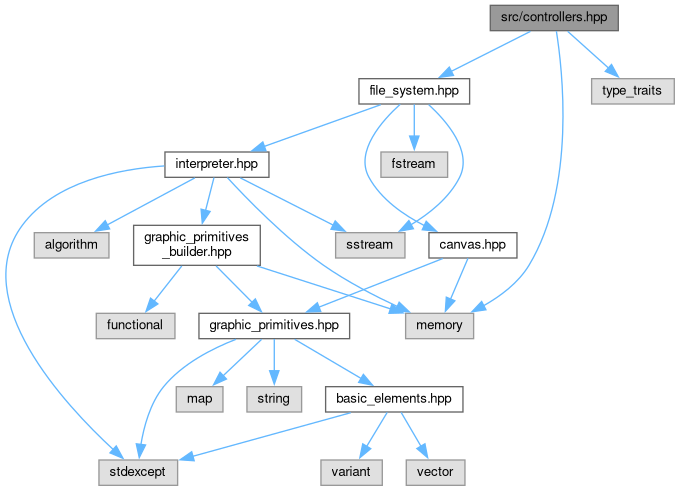 src/controllers.hpp
file_system.hpp
type_traits
interpreter.hpp
fstream
algorithm
graphic_primitives
_builder.hpp
sstream
canvas.hpp
functional
graphic_primitives.hpp
memory
map
string
basic_elements.hpp
stdexcept
variant
vector